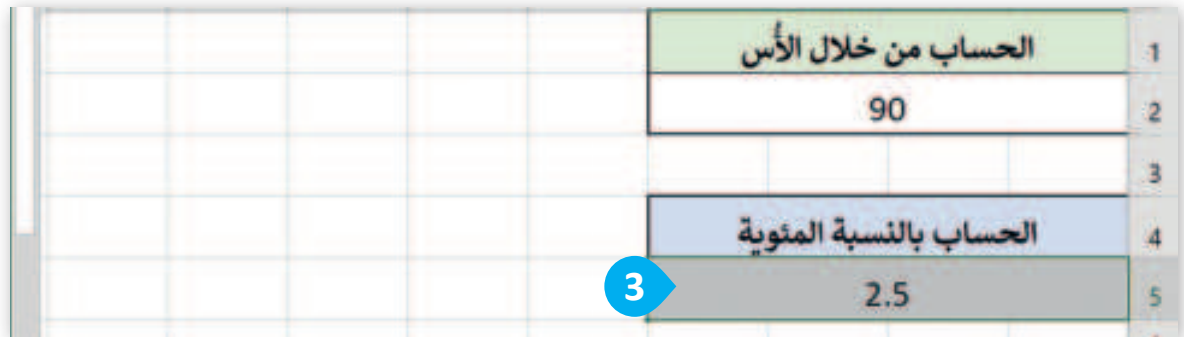 الحساب من خلال الأُس 1
90 2
3
الحساب بالنسبة المئوية 4
3 2.5 5